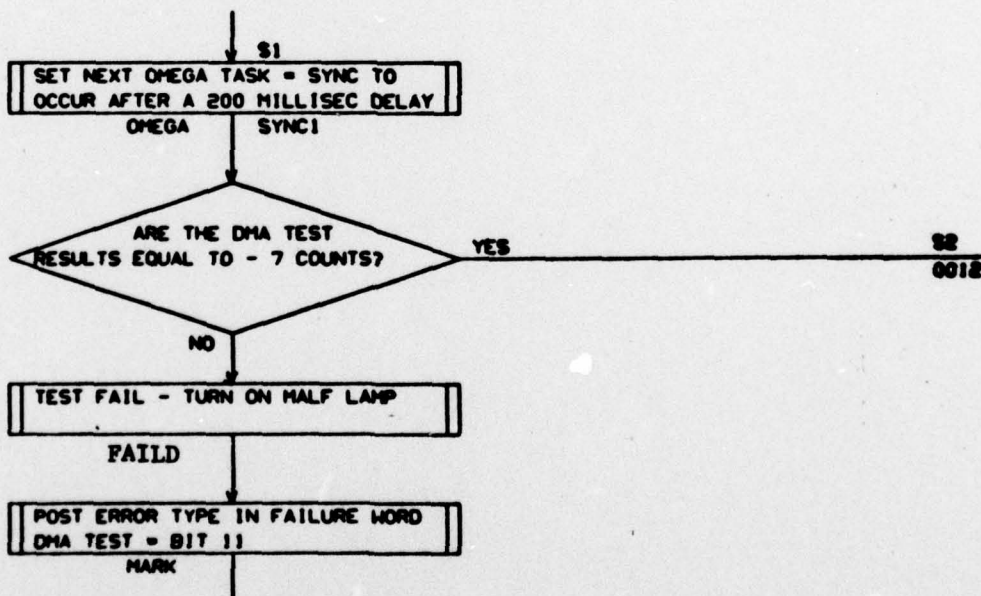 S1
SET NEXT OMEGA TASK = SYNC TO
OCCUR AFTER A 200 MILLISEC DELAY
OMEGA SYNC1
ARE THE DMA TEST
RESULTS EQUAL TO - 7 COUNTS?
YES
S2
0012
NO
TEST FAIL - TURN ON MALF LAMP
FAILD
POST ERROR TYPE IN FAILURE WORD
DMA TEST = BIT 11
MARK